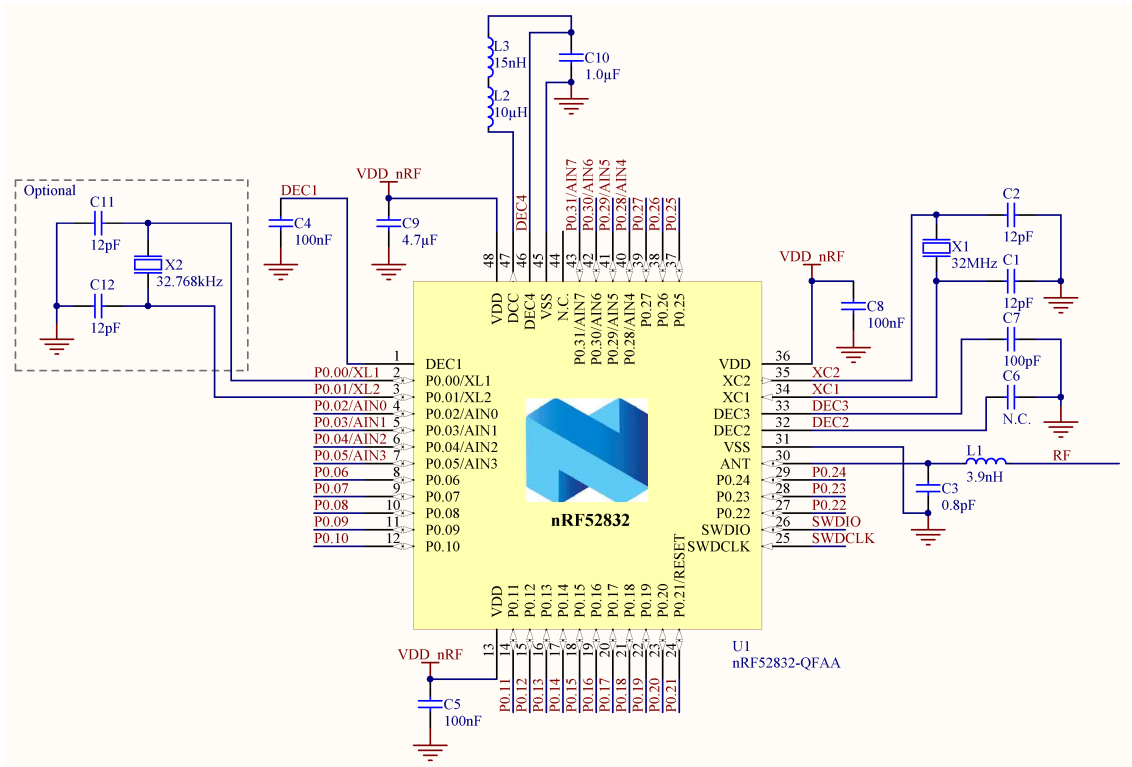 L3
15nH
L2
10µH
C10
1.0µF
Optional
C11
12pF
X2
32.768kHz
C12
12pF
DEC1
C4
100nF
VDD_nRF
C9
4.7µF
DEC4
P0.31/AIN7
P0.30/AIN6
P0.29/AIN5
P0.28/AIN4
P0.27
P0.26
P0.25
48
47
46
45
44
43
42
41
40
39
38
37
VDD
DCC
DEC4
VSS
N.C.
P0.31/AIN7
P0.30/AIN6
P0.29/AIN5
P0.28/AIN4
P0.27
P0.26
P0.25
VDD_nRF
C8
100nF
C2
12pF
X1
32MHz
C1
12pF
C7
100pF
C6
N.C.
1 DEC1
P0.00/XL1 2 P0.00/XL1
P0.01/XL2 3 P0.01/XL2
P0.02/AIN0 4 P0.02/AIN0
P0.03/AIN1 5 P0.03/AIN1
P0.04/AIN2 6 P0.04/AIN2
P0.05/AIN3 7 P0.05/AIN3
P0.06 8 P0.06
P0.07 9 P0.07
P0.08 10 P0.08
P0.09 11 P0.09
P0.10 12 P0.10
nRF52832
VDD 36
XC2 35 XC2
XC1 34 XC1
DEC3 33 DEC3
DEC2 32 DEC2
VSS 31
ANT 30
P0.24 29 P0.24
P0.23 28 P0.23
P0.22 27 P0.22
SWDIO 26 SWDIO
SWDCLK 25 SWDCLK
L1
3.9nH
RF
C3
0.8pF
VDD
P0.11
P0.12
P0.13
P0.14
P0.15
P0.16
P0.17
P0.18
P0.19
P0.20
P0.21/RESET
13
14
15
16
17
18
19
20
21
22
23
24
P0.11
P0.12
P0.13
P0.14
P0.15
P0.16
P0.17
P0.18
P0.19
P0.20
P0.21
VDD_nRF
C5
100nF
U1
nRF52832-QFAA